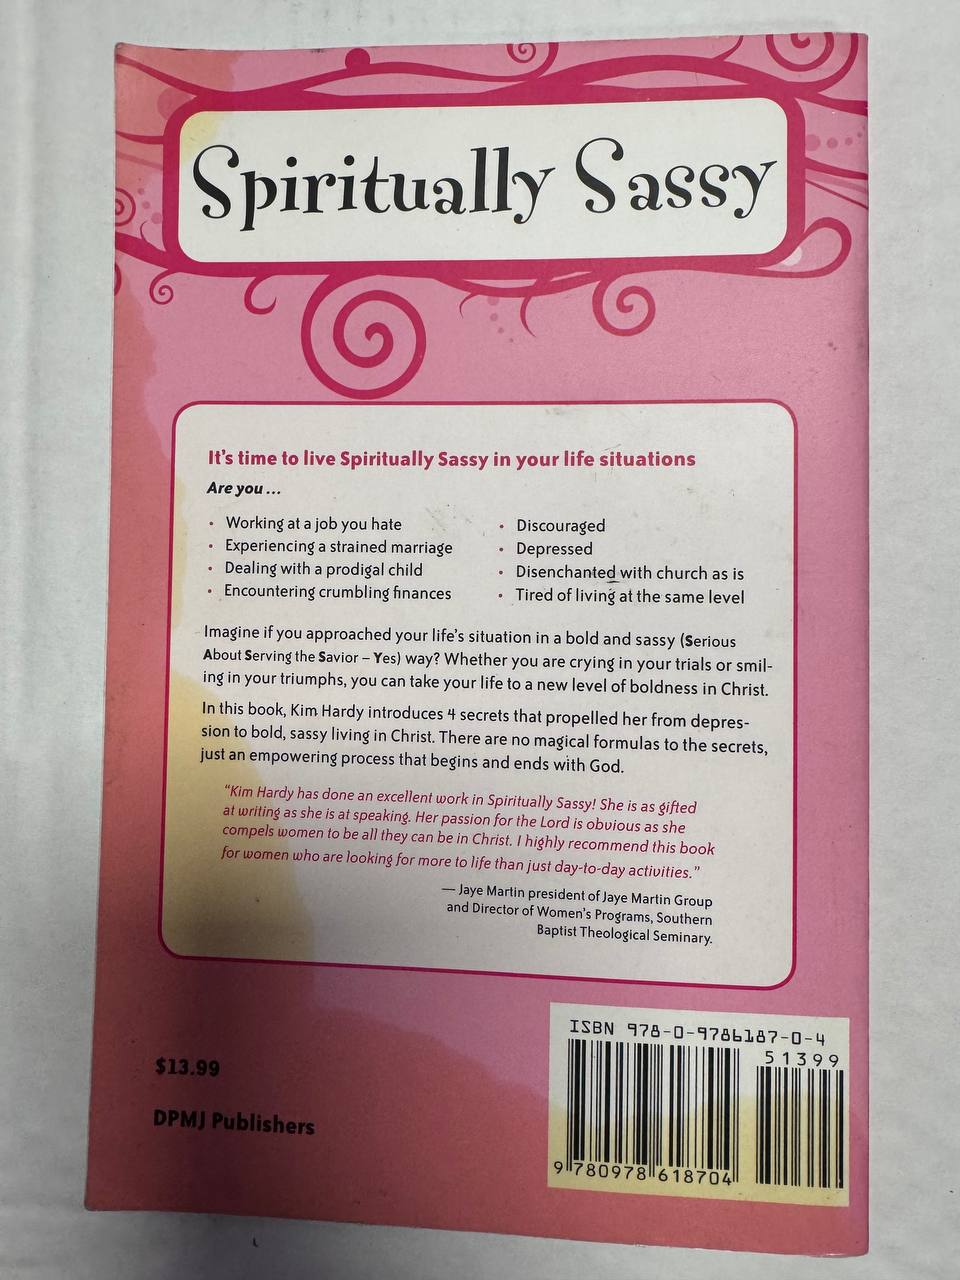 Spiritually Sassy
It's time to live Spiritually Sassy in your life situations
Are you ...
• Working at a job you hate
• Experiencing a strained marriage
• Dealing with a prodigal child
• Encountering crumbling finances
• Discouraged
• Depressed
• Disenchanted with church as is
• Tired of living at the same level
Imagine if you approached your life's situation in a bold and sassy (Serious
About Serving the Savior – Yes) way? Whether you are crying in your trials or smil-
ing in your triumphs, you can take your life to a new level of boldness in Christ.
In this book, Kim Hardy introduces 4 secrets that propelled her from depres-
sion to bold, sassy living in Christ. There are no magical formulas to the secrets,
just an empowering process that begins and ends with God.
"Kim Hardy has done an excellent work in Spiritually Sassy! She is as gifted
at writing as she is at speaking. Her passion for the Lord is obvious as she
compels women to be all they can be in Christ. I highly recommend this book
for women who are looking for more to life than just day-to-day activities."
— Jaye Martin president of Jaye Martin Group
and Director of Women's Programs, Southern
Baptist Theological Seminary.
$13.99
DPMJ Publishers
ISBN 978-0-9786187-0-4
51399
9 780978 618704